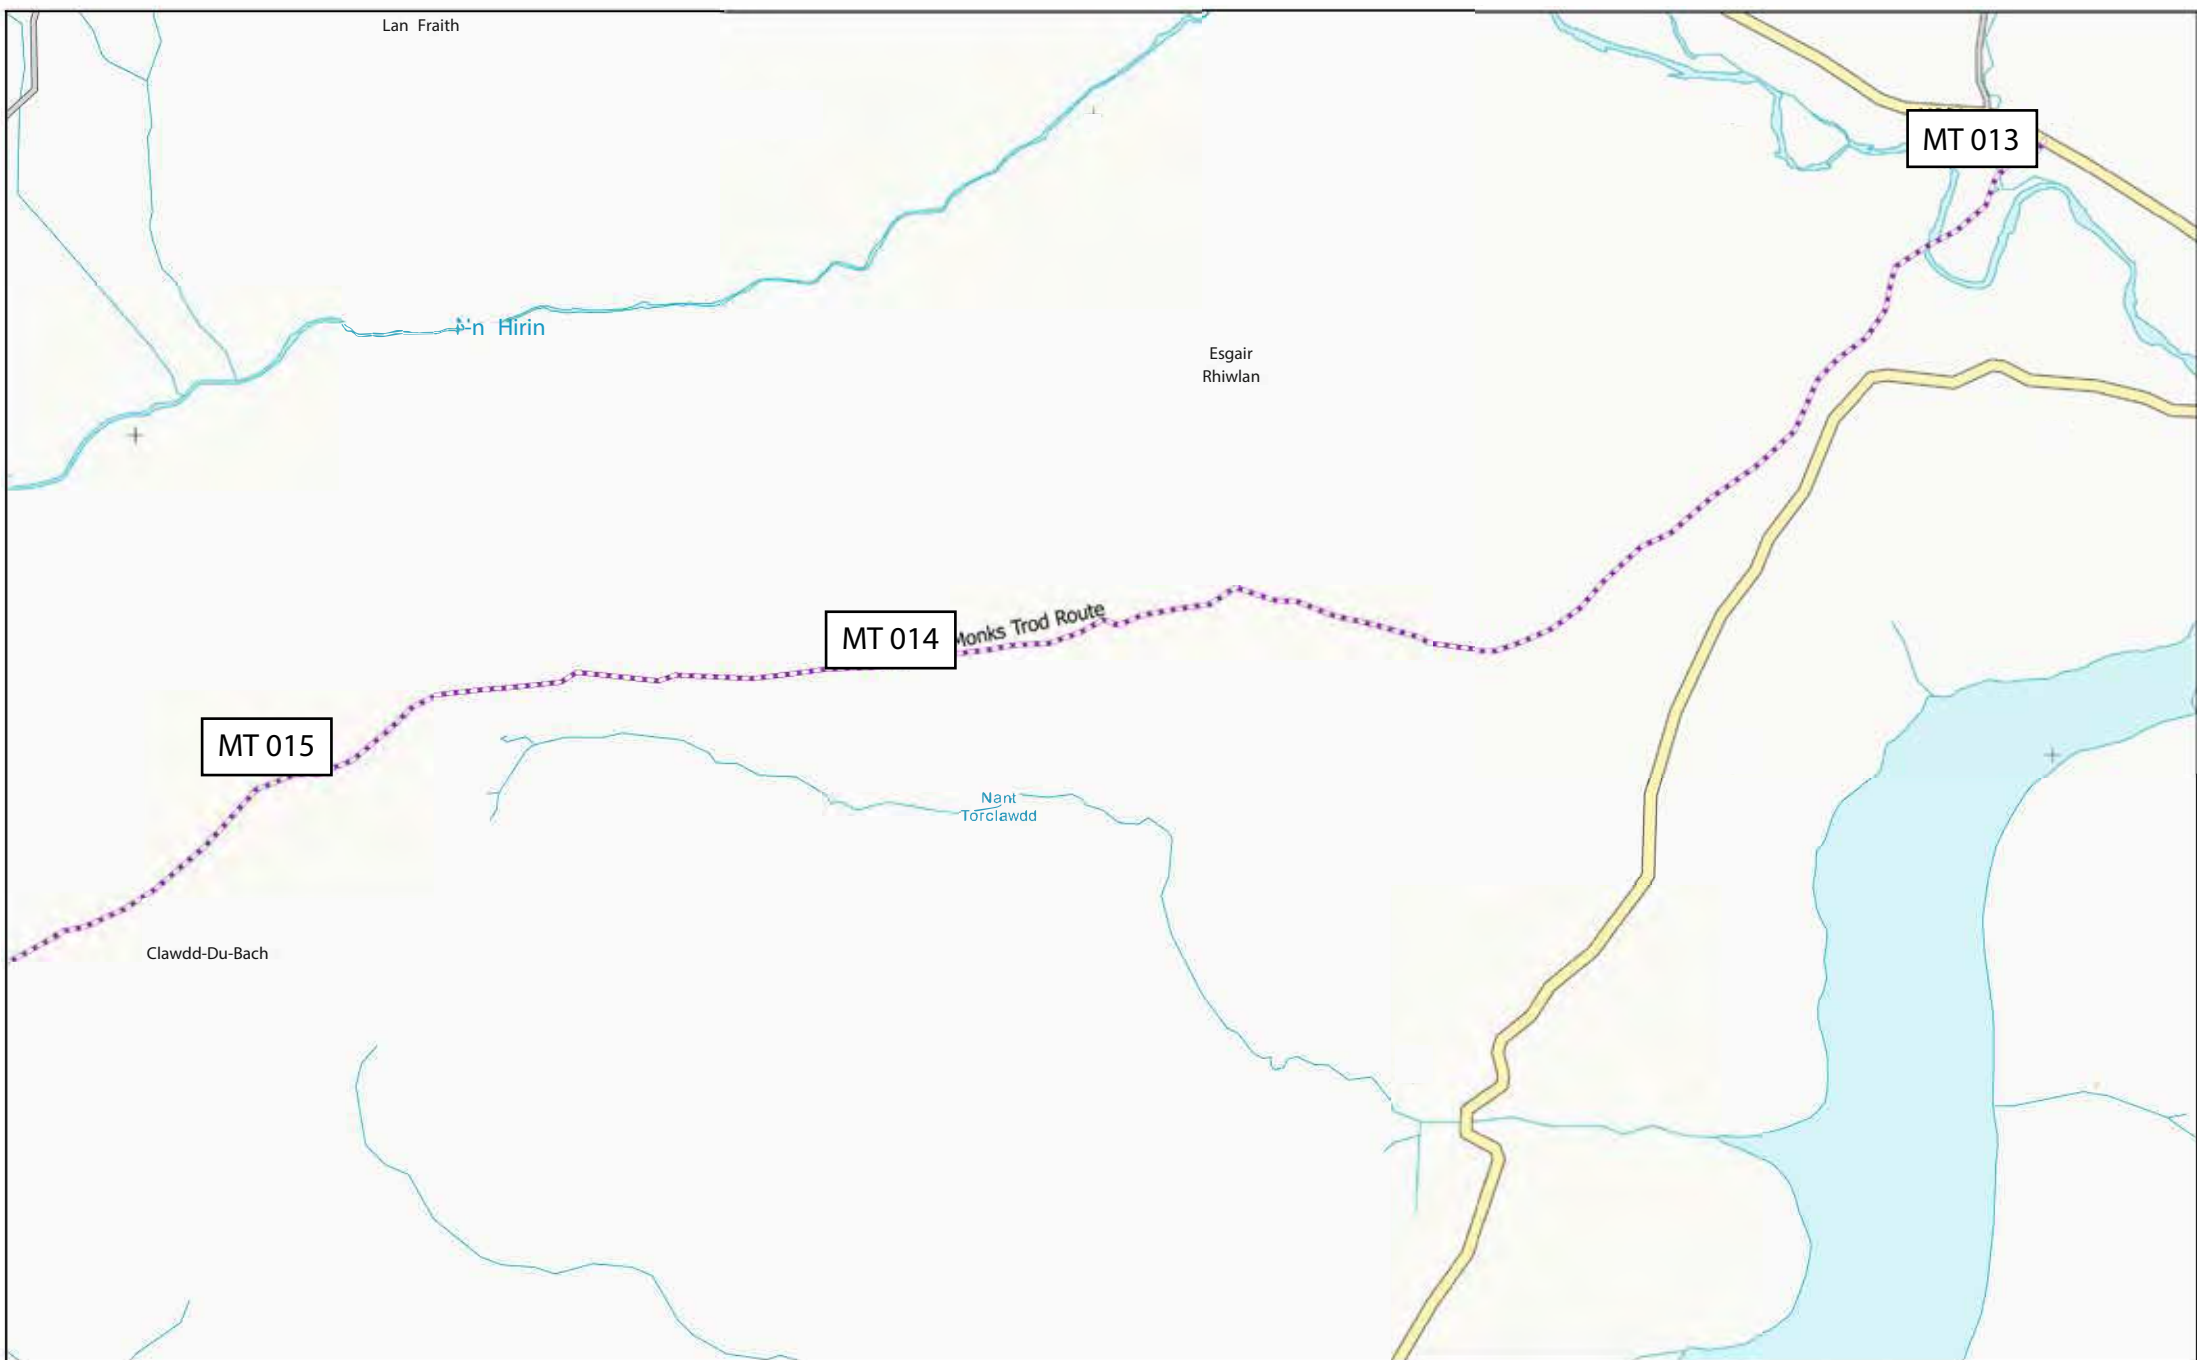 Lan Fraith
MT 013
Hirin
Esgair
Rhiwlan
Monks Trod Route
MT 014
MT 015
Nant
Torclawdd
Clawdd-Du-Bach